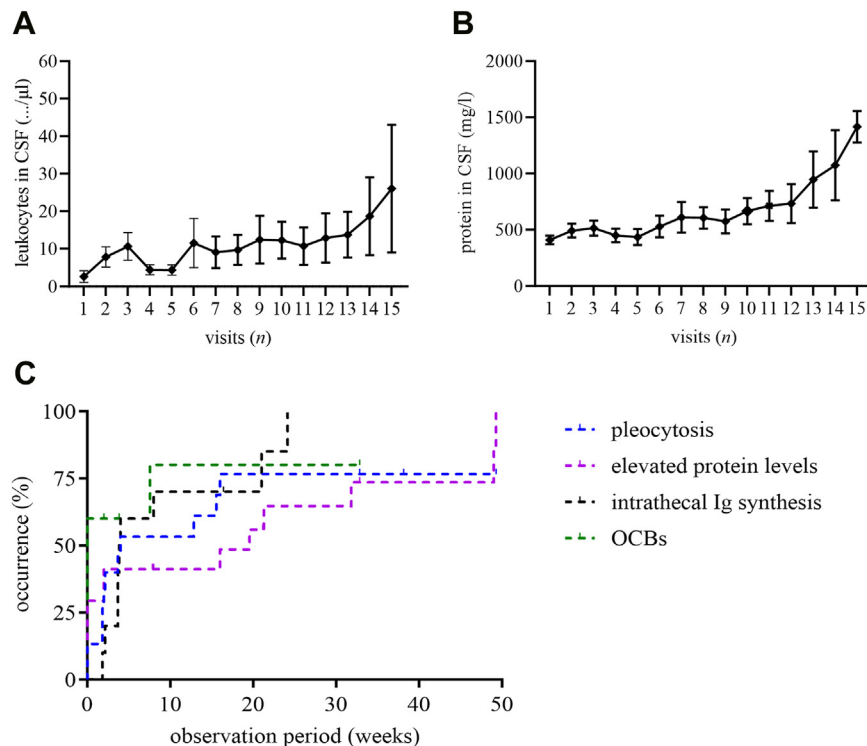 A
leukocytes in CSF (.../µl)
60
50
40
30
20
10
0
1 2 3 4 5 6 7 8 9 10 11 12 13 14 15
visits (n)
B
protein in CSF (mg/l)
2000
1500
1000
500
0
1 2 3 4 5 6 7 8 9 10 11 12 13 14 15
visits (n)
C
occurrence (%)
100
75
50
25
0
0 10 20 30 40 50
observation period (weeks)
pleocytosis
elevated protein levels
intrathecal Ig synthesis
OCBs